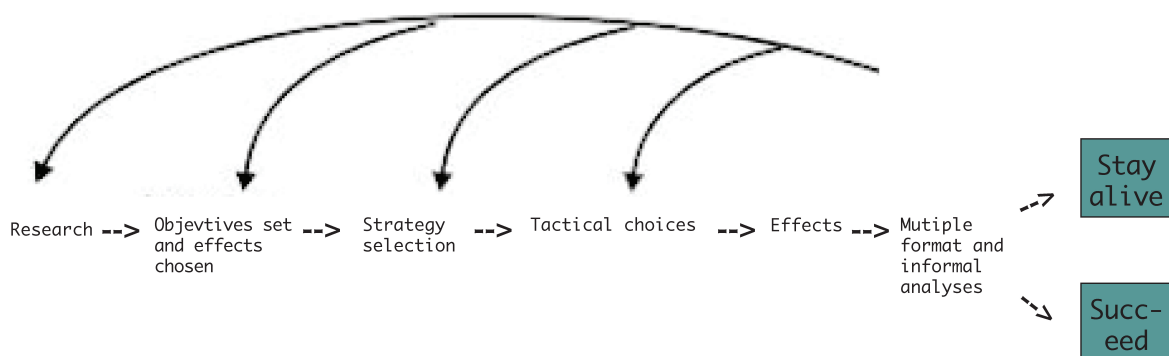 Research
Objevtives set
and effects
chosen
Strategy
selection
Tactical choices
Effects
Mutiple
format and
informal
analyses
Stay
alive
Succ-
eed